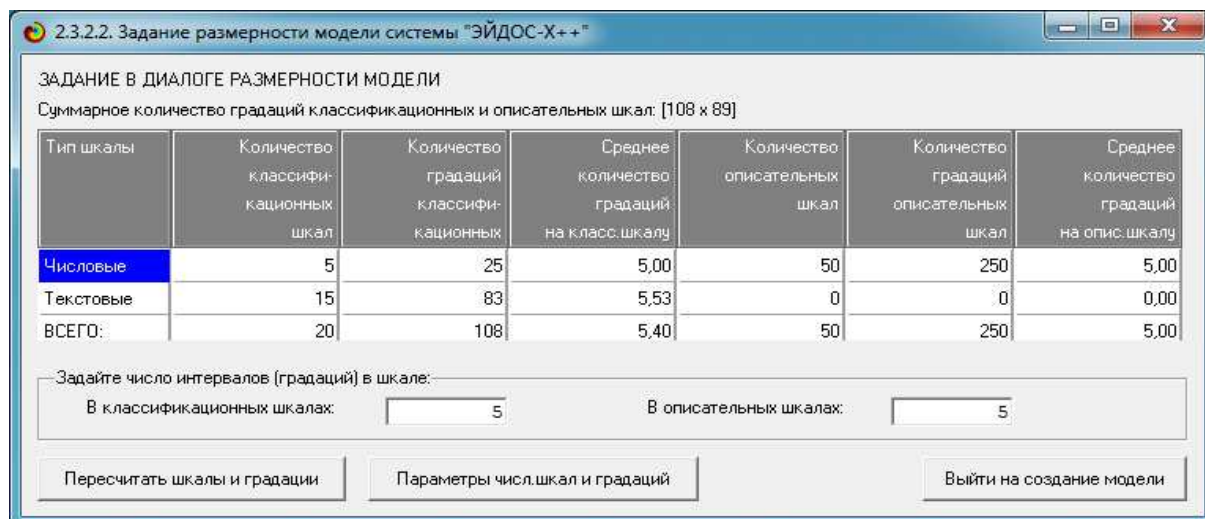 2.3.2.2. Задание размерности модели системы "ЭЙДОС-X++"
ЗАДАНИЕ В ДИАЛОГЕ РАЗМЕРНОСТИ МОДЕЛИ
Суммарное количество градаций классификационных и описательных шкал: [108 x 89]
Тип шкалы Количество Количество Среднее Количество Количество Среднее
классифи- градаций количество описательных градаций количество
кационных классифи- градаций шкал описательных градаций
шкал кационных на класс.шкалу шкал на опис.шкалу
Числовые 5 25 5,00 50 250 5,00
Текстовые 15 83 5,53 0 0 0,00
ВСЕГО: 20 108 5,40 50 250 5,00
Задайте число интервалов (градаций) в шкале:
В классификационных шкалах: 5 В описательных шкалах: 5
Пересчитать шкалы и градации Параметры числ.шкал и градаций Выйти на создание модели